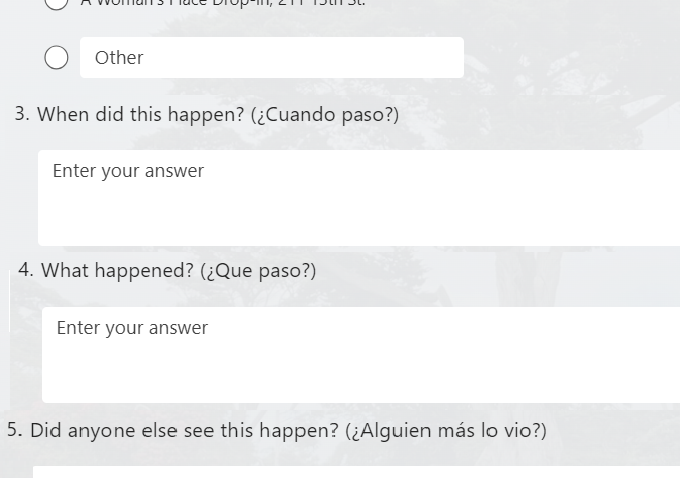 A Woman's Place Drop-in, 211 13th St.
Other
3. When did this happen? (¿Cuando paso?)
Enter your answer
4. What happened? (¿Que paso?)
Enter your answer
5. Did anyone else see this happen? (¿Alguien más lo vio?)